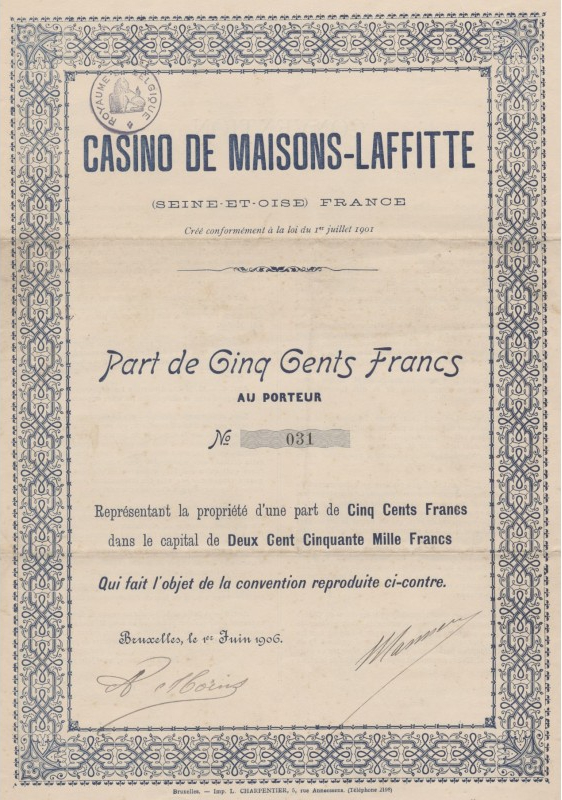 ROYAUME BELGIQUE
CASINO DE MAISONS-LAFFITTE
(SEINE-ET-OISE) FRANCE
Créé conformément à la loi du 1er juillet 1901
Part de Cinq Cents Francs
AU PORTEUR
No 031
Représentant la propriété d'une part de Cinq Cents Francs
dans le capital de Deux Cent Cinquante Mille Francs
Qui fait l'objet de la convention reproduite ci-contre.
Bruxelles, le 1er Juin 1906.
Bruxelles. — Imp. L. CHARPENTIER, rue (Téléphone